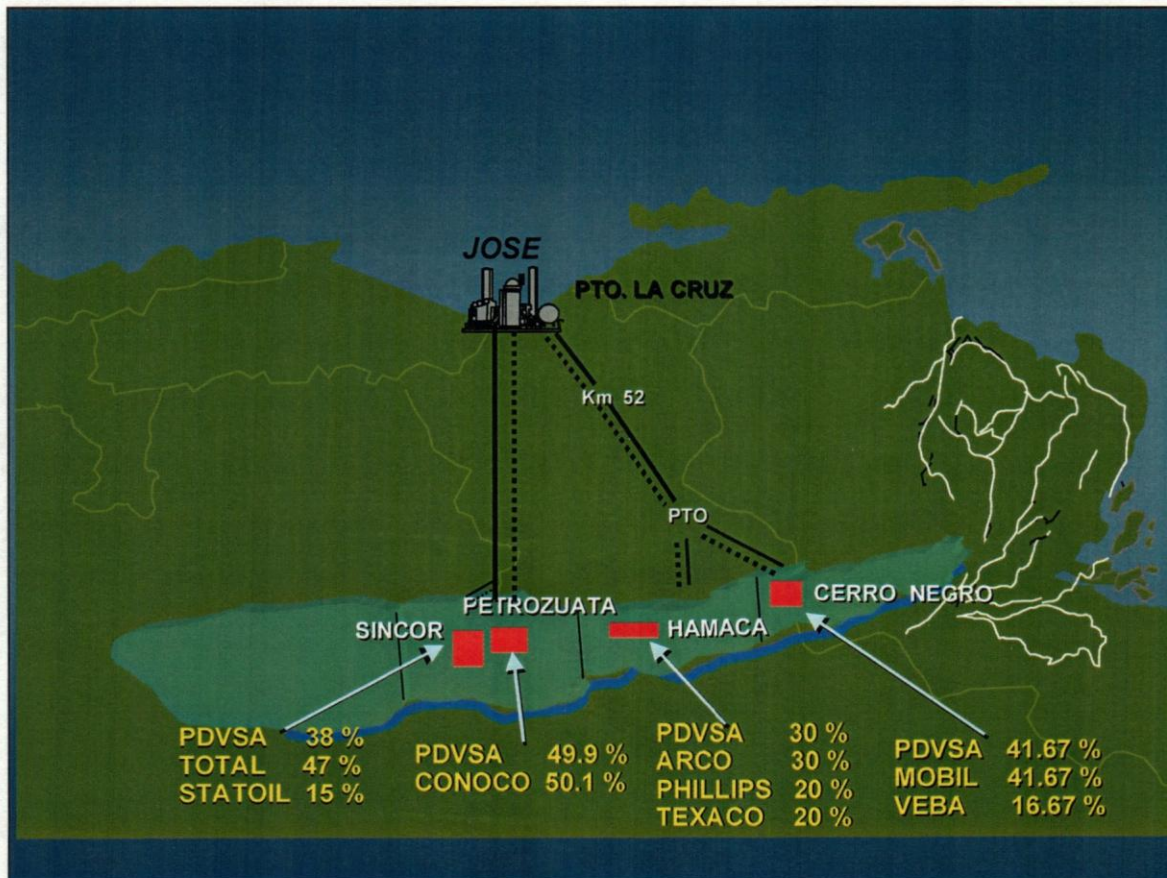 JOSE
PTO. LA CRUZ
Km 52
PTO
CERRO NEGRO
PETROZUATA
SINCOR
HAMACA
PDVSA 38 %
TOTAL 47 %
STATOIL 15 %
PDVSA 49.9 %
CONOCO 50.1 %
PDVSA 30 %
ARCO 30 %
PHILLIPS 20 %
TEXACO 20 %
PDVSA 41.67 %
MOBIL 41.67 %
VEBA 16.67 %